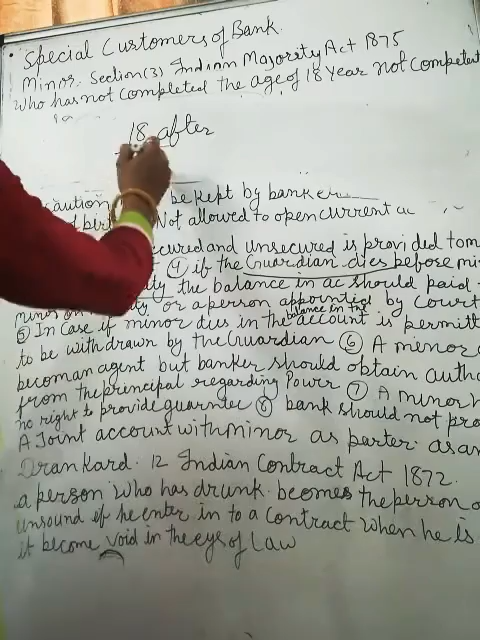 • Special Customers of Bank.
Minor. Section(3) Indian Majority Act 1875
Who has not completed the age of 18 Year not Competent
18 after
aution be kept by banker
Not allowed to open current ac
ecured and unsecured is provided to m
④ if the Guardian dies before mi
the balance in ac should paid
or a person appointed by Court
⑤ In Case if minor dies in the balance in the account is permitt
to be withdrawn by the Guardian ⑥ A minor
becoman agent but banker should obtain auth
from the principal regarding Power ⑦ A minor h
no right to provide guarntee ⑧ bank should not pro
A Joint account with minor as parter. as an
Drankard. 12 Indian Contract Act 1872.
a person who has drunk. becomes the person o
unsound if he enter in to a contract when he is
it become void in the eye of Law